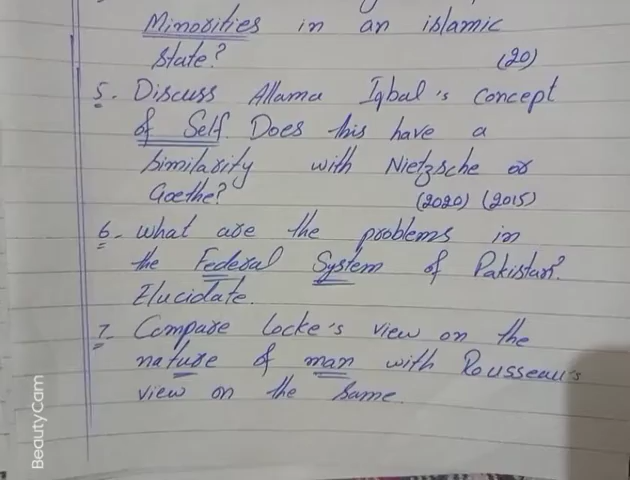 Minorities in an islamic
State? (20)
5. Discuss Allama Iqbal's concept
of Self. Does this have a
similarity with Nietzsche or
Goethe? (2020) (2015)
6. What are the problems in
the Federal System of Pakistan?
Elucidate.
7. Compare Locke's view on the
nature of man with Rousseau's
view on the same.
BeautyCam